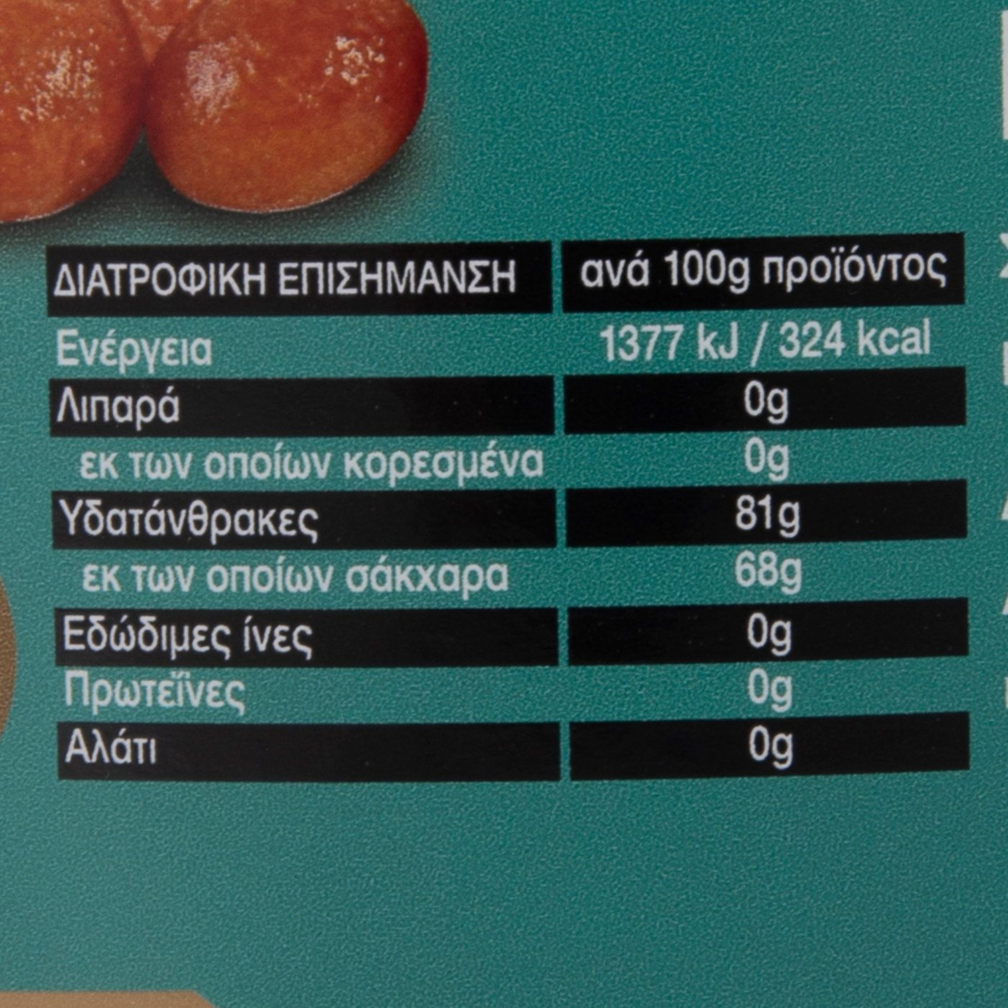 ΔΙΑΤΡΟΦΙΚΗ ΕΠΙΣΗΜΑΝΣΗ ανά 100g προϊόντος
Ενέργεια 1377 kJ / 324 kcal
Λιπαρά 0g
εκ των οποίων κορεσμένα 0g
Υδατάνθρακες 81g
εκ των οποίων σάκχαρα 68g
Εδώδιμες ίνες 0g
Πρωτεΐνες 0g
Αλάτι 0g